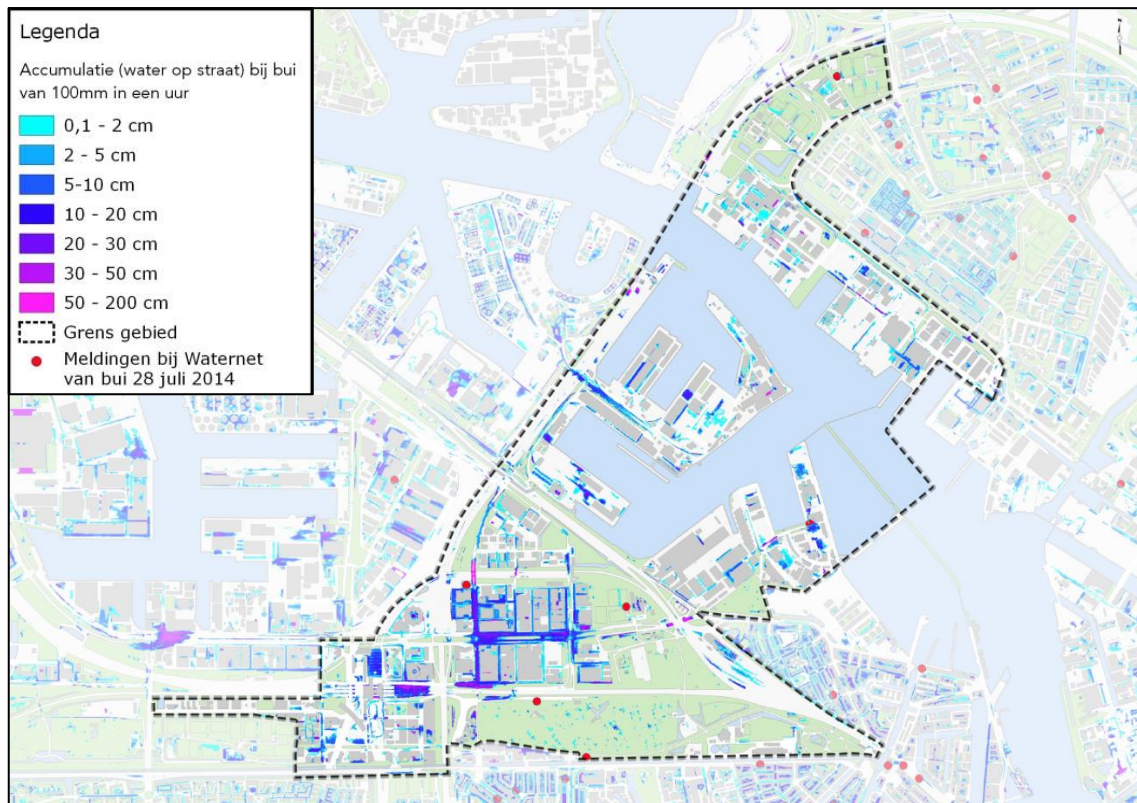 Legenda
Accumulatie (water op straat) bij bui
van 100mm in een uur
0,1 - 2 cm
2 - 5 cm
5-10 cm
10 - 20 cm
20 - 30 cm
30 - 50 cm
50 - 200 cm
Grens gebied
Meldingen bij Waternet
van bui 28 juli 2014